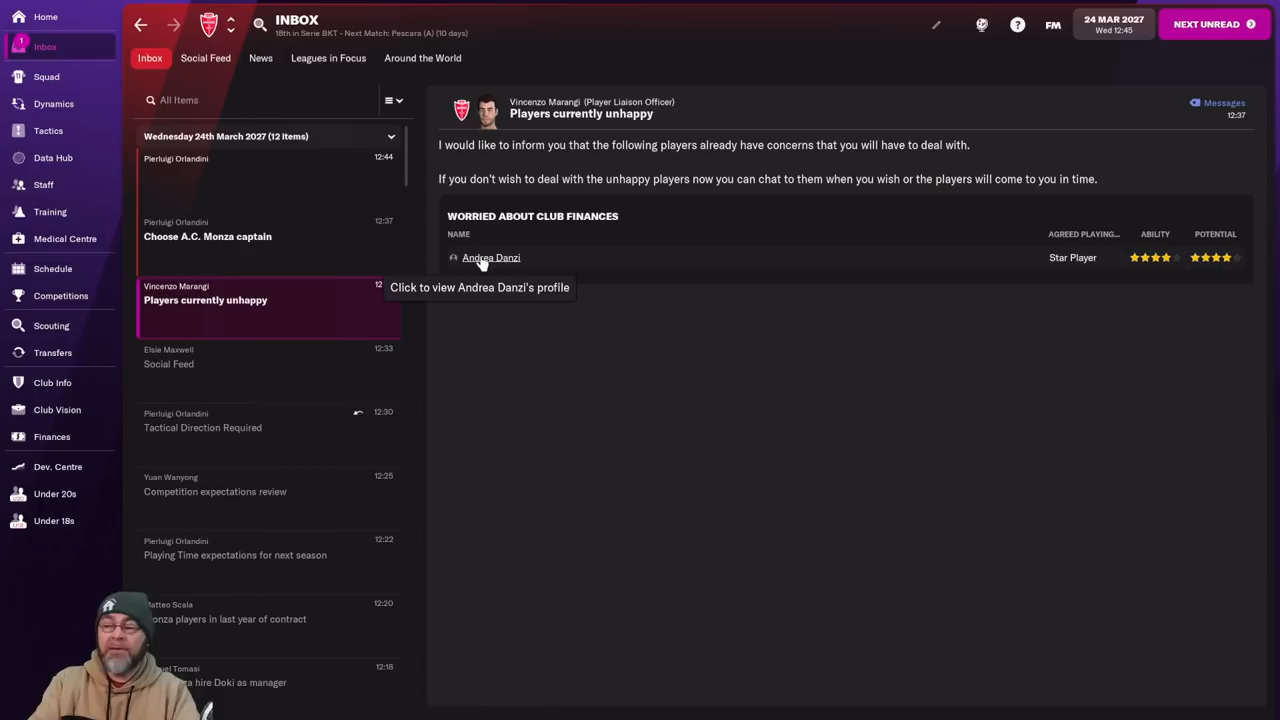 Home
Inbox
1
Squad
Dynamics
Tactics
Data Hub
Staff
Training
Medical Centre
Schedule
Competitions
Scouting
Transfers
Club Info
Club Vision
Finances
Dev. Centre
Under 20s
Under 18s
INBOX
18th in Serie BKT - Next Match: Pescara (A) (10 days)
FM
24 MAR 2027
Wed 12:45
NEXT UNREAD
Inbox
Social Feed
News
Leagues in Focus
Around the World
All Items
Wednesday 24th March 2027 (12 Items)
Pierluigi Orlandini
12:44
Pierluigi Orlandini
12:37
Choose A.C. Monza captain
Vincenzo Marangi
12
Players currently unhappy
Elsie Maxwell
12:33
Social Feed
Pierluigi Orlandini
12:30
Tactical Direction Required
Yuan Wanyong
12:25
Competition expectations review
Pierluigi Orlandini
12:22
Playing Time expectations for next season
Matteo Scala
12:20
players in last year of contract
Tomasi
12:18
hire Doki as manager
Vincenzo Marangi (Player Liaison Officer)
Players currently unhappy
Messages
12:37
I would like to inform you that the following players already have concerns that you will have to deal with.
If you don't wish to deal with the unhappy players now you can chat to them when you wish or the players will come to you in time.
WORRIED ABOUT CLUB FINANCES
NAME
AGREED PLAYING...
ABILITY
POTENTIAL
Andrea Danzi
Star Player
Click to view Andrea Danzi's profile